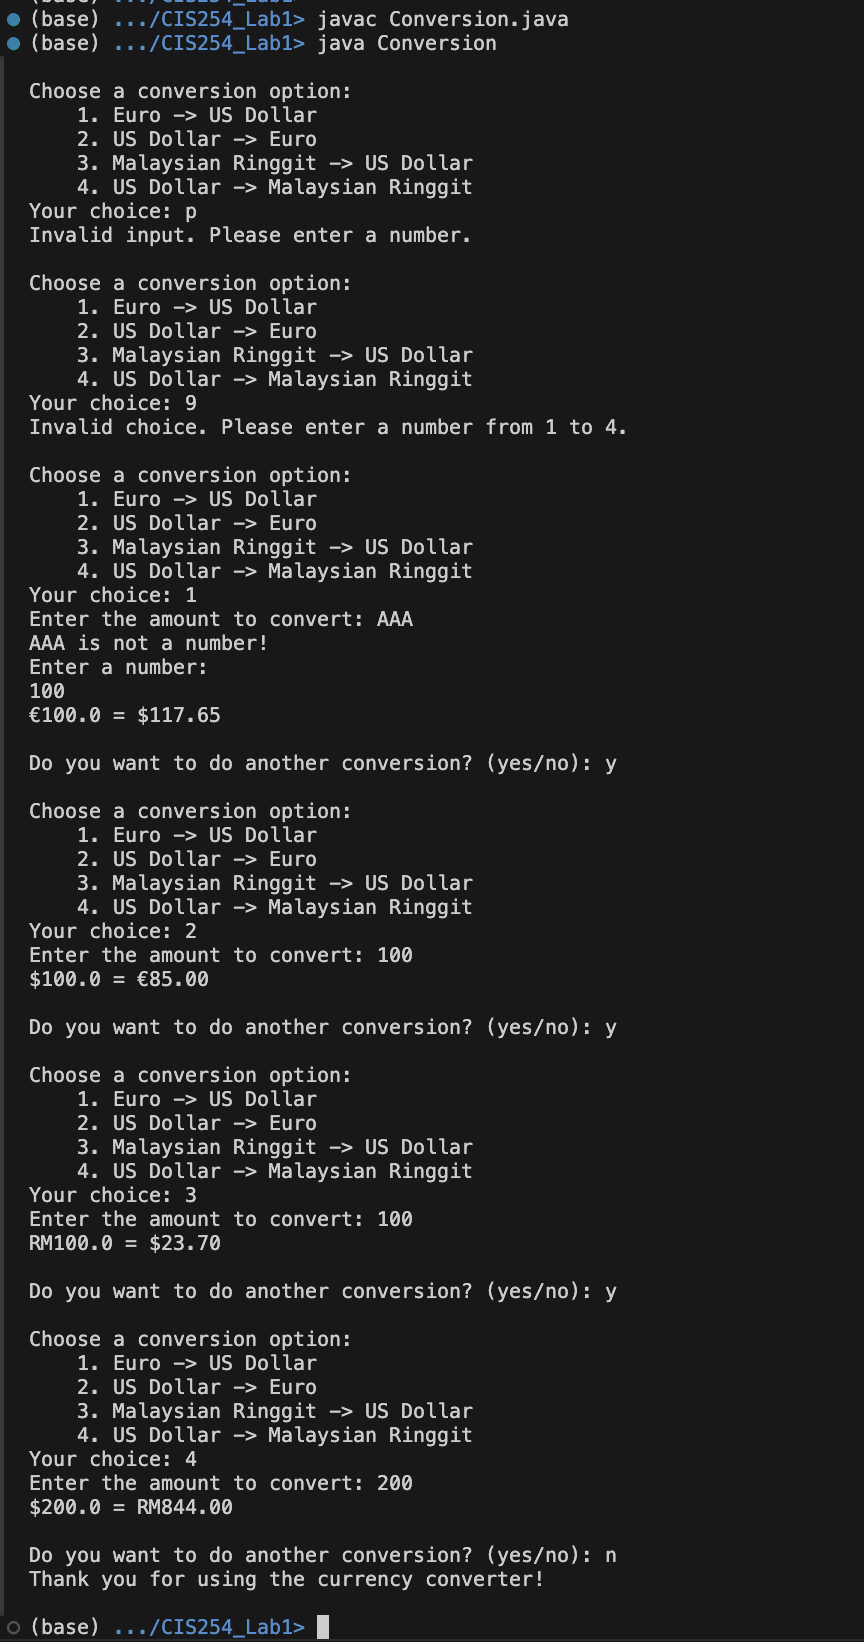 (base) .../CIS254_Lab1> javac Conversion.java
(base) .../CIS254_Lab1> java Conversion
Choose a conversion option:
1. Euro -> US Dollar
2. US Dollar -> Euro
3. Malaysian Ringgit -> US Dollar
4. US Dollar -> Malaysian Ringgit
Your choice: p
Invalid input. Please enter a number.
Choose a conversion option:
1. Euro -> US Dollar
2. US Dollar -> Euro
3. Malaysian Ringgit -> US Dollar
4. US Dollar -> Malaysian Ringgit
Your choice: 9
Invalid choice. Please enter a number from 1 to 4.
Choose a conversion option:
1. Euro -> US Dollar
2. US Dollar -> Euro
3. Malaysian Ringgit -> US Dollar
4. US Dollar -> Malaysian Ringgit
Your choice: 1
Enter the amount to convert: AAA
AAA is not a number!
Enter a number:
100
€100.0 = $117.65
Do you want to do another conversion? (yes/no): y
Choose a conversion option:
1. Euro -> US Dollar
2. US Dollar -> Euro
3. Malaysian Ringgit -> US Dollar
4. US Dollar -> Malaysian Ringgit
Your choice: 2
Enter the amount to convert: 100
$100.0 = €85.00
Do you want to do another conversion? (yes/no): y
Choose a conversion option:
1. Euro -> US Dollar
2. US Dollar -> Euro
3. Malaysian Ringgit -> US Dollar
4. US Dollar -> Malaysian Ringgit
Your choice: 3
Enter the amount to convert: 100
RM100.0 = $23.70
Do you want to do another conversion? (yes/no): y
Choose a conversion option:
1. Euro -> US Dollar
2. US Dollar -> Euro
3. Malaysian Ringgit -> US Dollar
4. US Dollar -> Malaysian Ringgit
Your choice: 4
Enter the amount to convert: 200
$200.0 = RM844.00
Do you want to do another conversion? (yes/no): n
Thank you for using the currency converter!
(base) .../CIS254_Lab1>